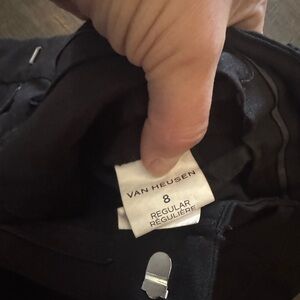 VAN HEUSEN
8
REGULAR
RÉGULIÈRE